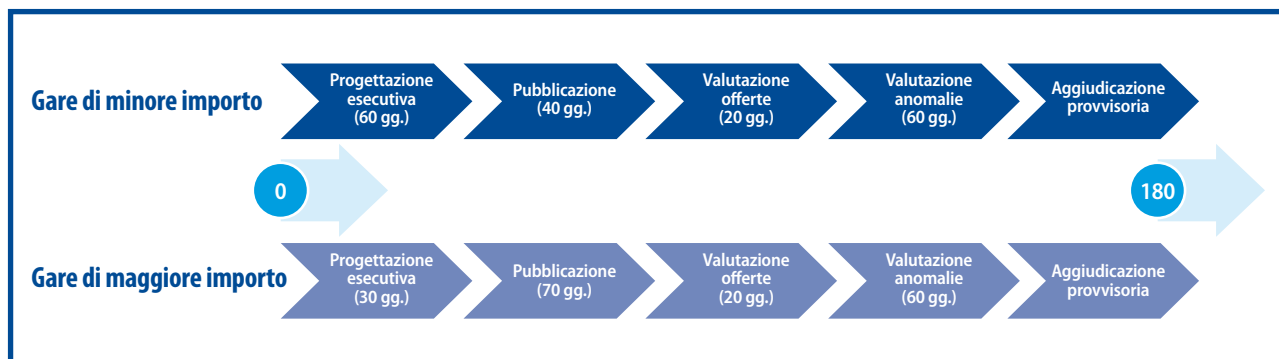 Gare di minore importo
Progettazione
esecutiva
(60 gg.)
Pubblicazione
(40 gg.)
Valutazione
offerte
(20 gg.)
Valutazione
anomalie
(60 gg.)
Aggiudicazione
provvisoria
0
180
Gare di maggiore importo
Progettazione
esecutiva
(30 gg.)
Pubblicazione
(70 gg.)
Valutazione
offerte
(20 gg.)
Valutazione
anomalie
(60 gg.)
Aggiudicazione
provvisoria